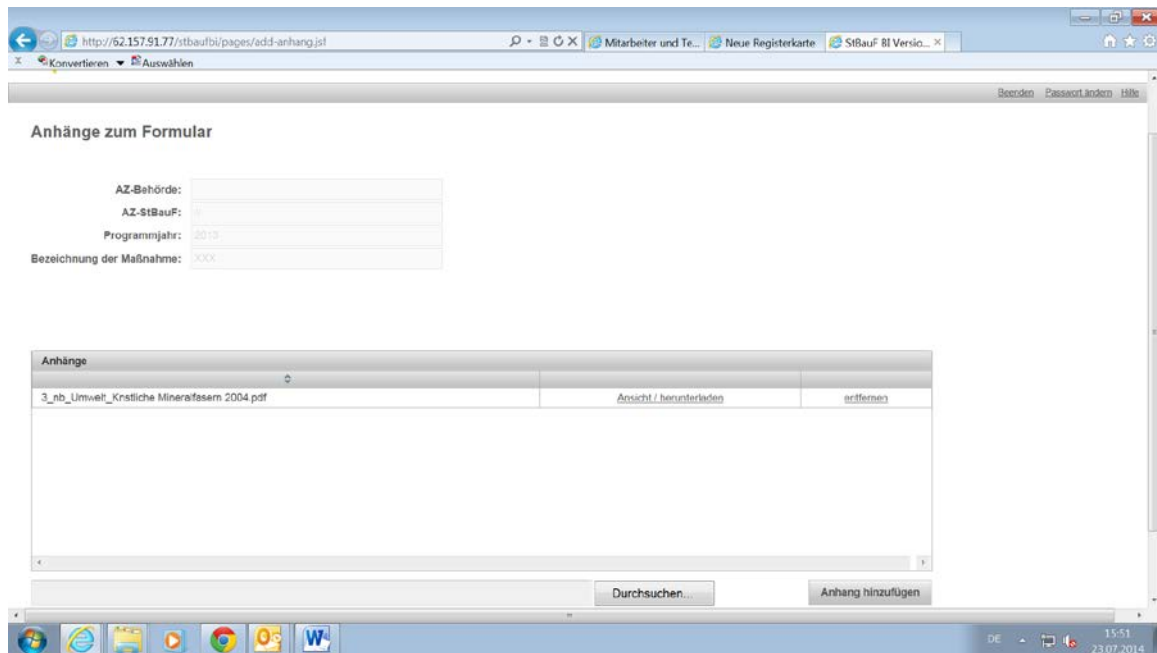 http://62.157.91.77/stbaufbi/pages/add-anhang.jsf
Mitarbeiter und Te...
Neue Registerkarte
StBauF BI Versio...
x Konvertieren Auswählen
Beenden Passwort ändern Hilfe
Anhänge zum Formular
AZ-Behörde:
AZ-StBauF:
Programmjahr: 2013
Bezeichnung der Maßnahme: XXX
Anhänge
3_nb_Umwelt_Knstliche Mineralfasern 2004.pdf Ansicht / herunterladen entfernen
Durchsuchen... Anhang hinzufügen
DE 15:51
23.07.2014